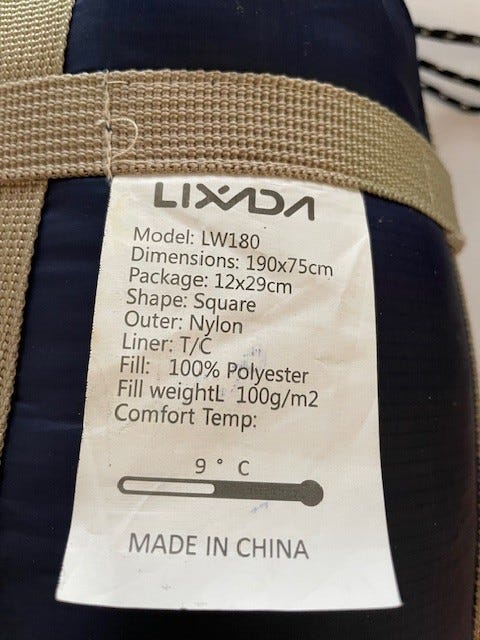 LIXADA
Model: LW180
Dimensions: 190x75cm
Package: 12x29cm
Shape: Square
Outer: Nylon
Liner: T/C
Fill: 100% Polyester
Fill weightL 100g/m2
Comfort Temp:
9 ° C
MADE IN CHINA